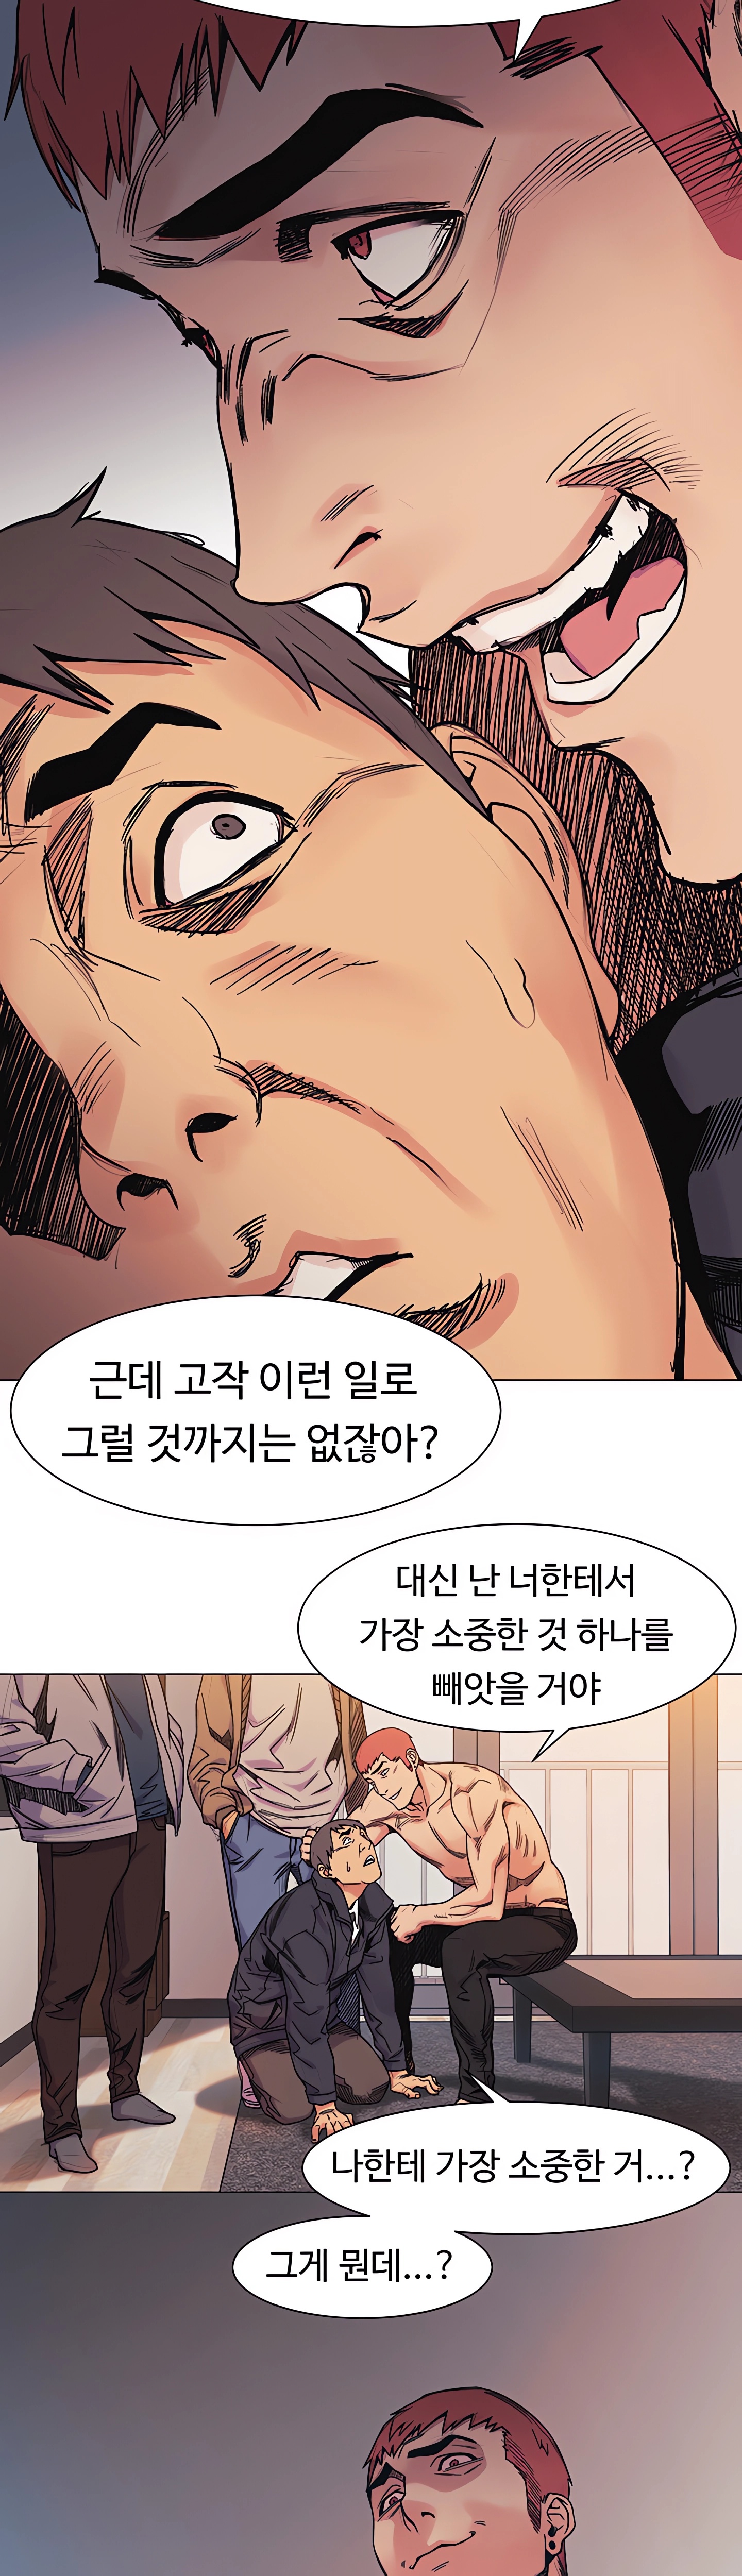 근데 고작 이런 일로
그럴 것까지는 없잖아?
대신 난 너한테서
가장 소중한 것 하나를
빼앗을 거야
나한테 가장 소중한 거...?
그게 뭔데...?